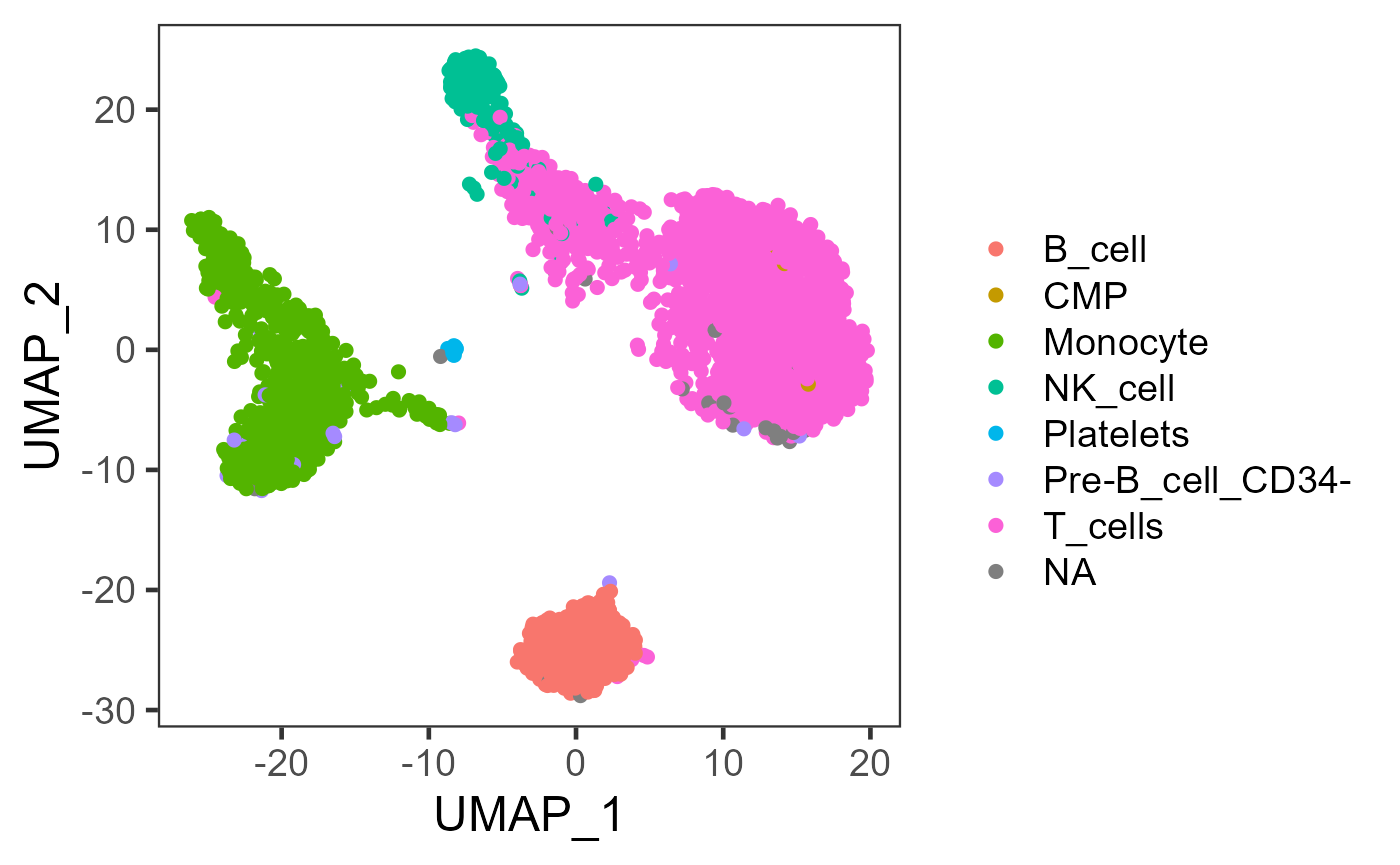 20
10
0
-10
-20
-30
UMAP_2
-20 -10 0 10 20
UMAP_1
B_cell
CMP
Monocyte
NK_cell
Platelets
Pre-B_cell_CD34-
T_cells
NA